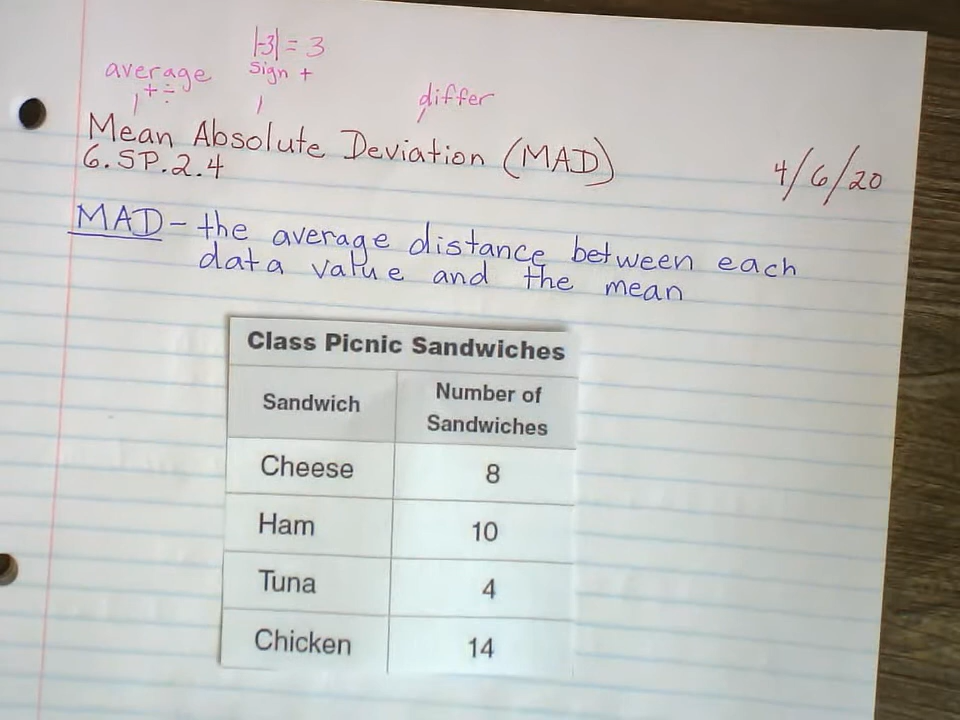 |-3| = 3
average sign +
+ ÷
differ
Mean Absolute Deviation (MAD)
6.SP.2.4
4/6/20
MAD - the average distance between each
data value and the mean
Class Picnic Sandwiches
Sandwich Number of
Sandwiches
Cheese 8
Ham 10
Tuna 4
Chicken 14